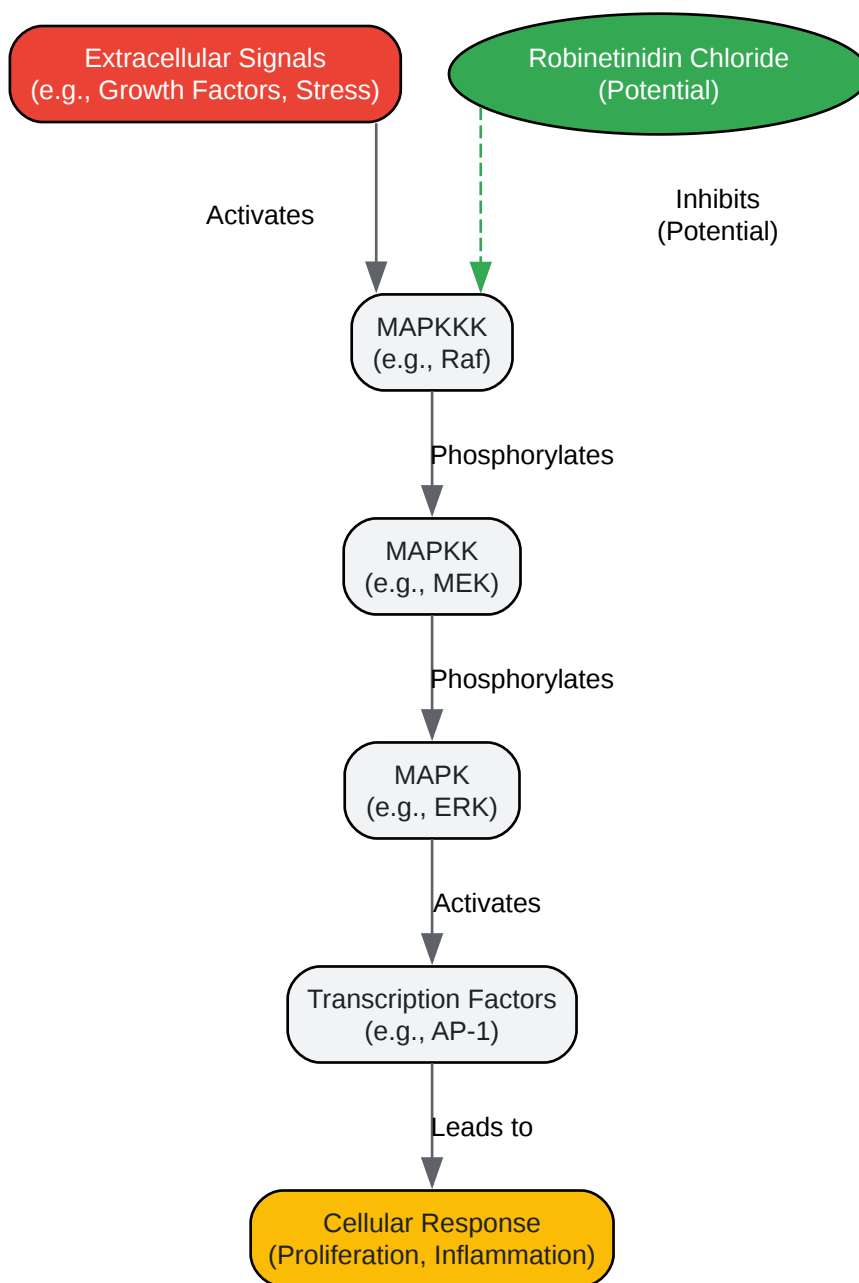 Extracellular Signals
(e.g., Growth Factors, Stress)
Robinetinidin Chloride
(Potential)
Activates
Inhibits
(Potential)
MAPKKK
(e.g., Raf)
Phosphorylates
MAPKK
(e.g., MEK)
Phosphorylates
MAPK
(e.g., ERK)
Activates
Transcription Factors
(e.g., AP-1)
Leads to
Cellular Response
(Proliferation, Inflammation)